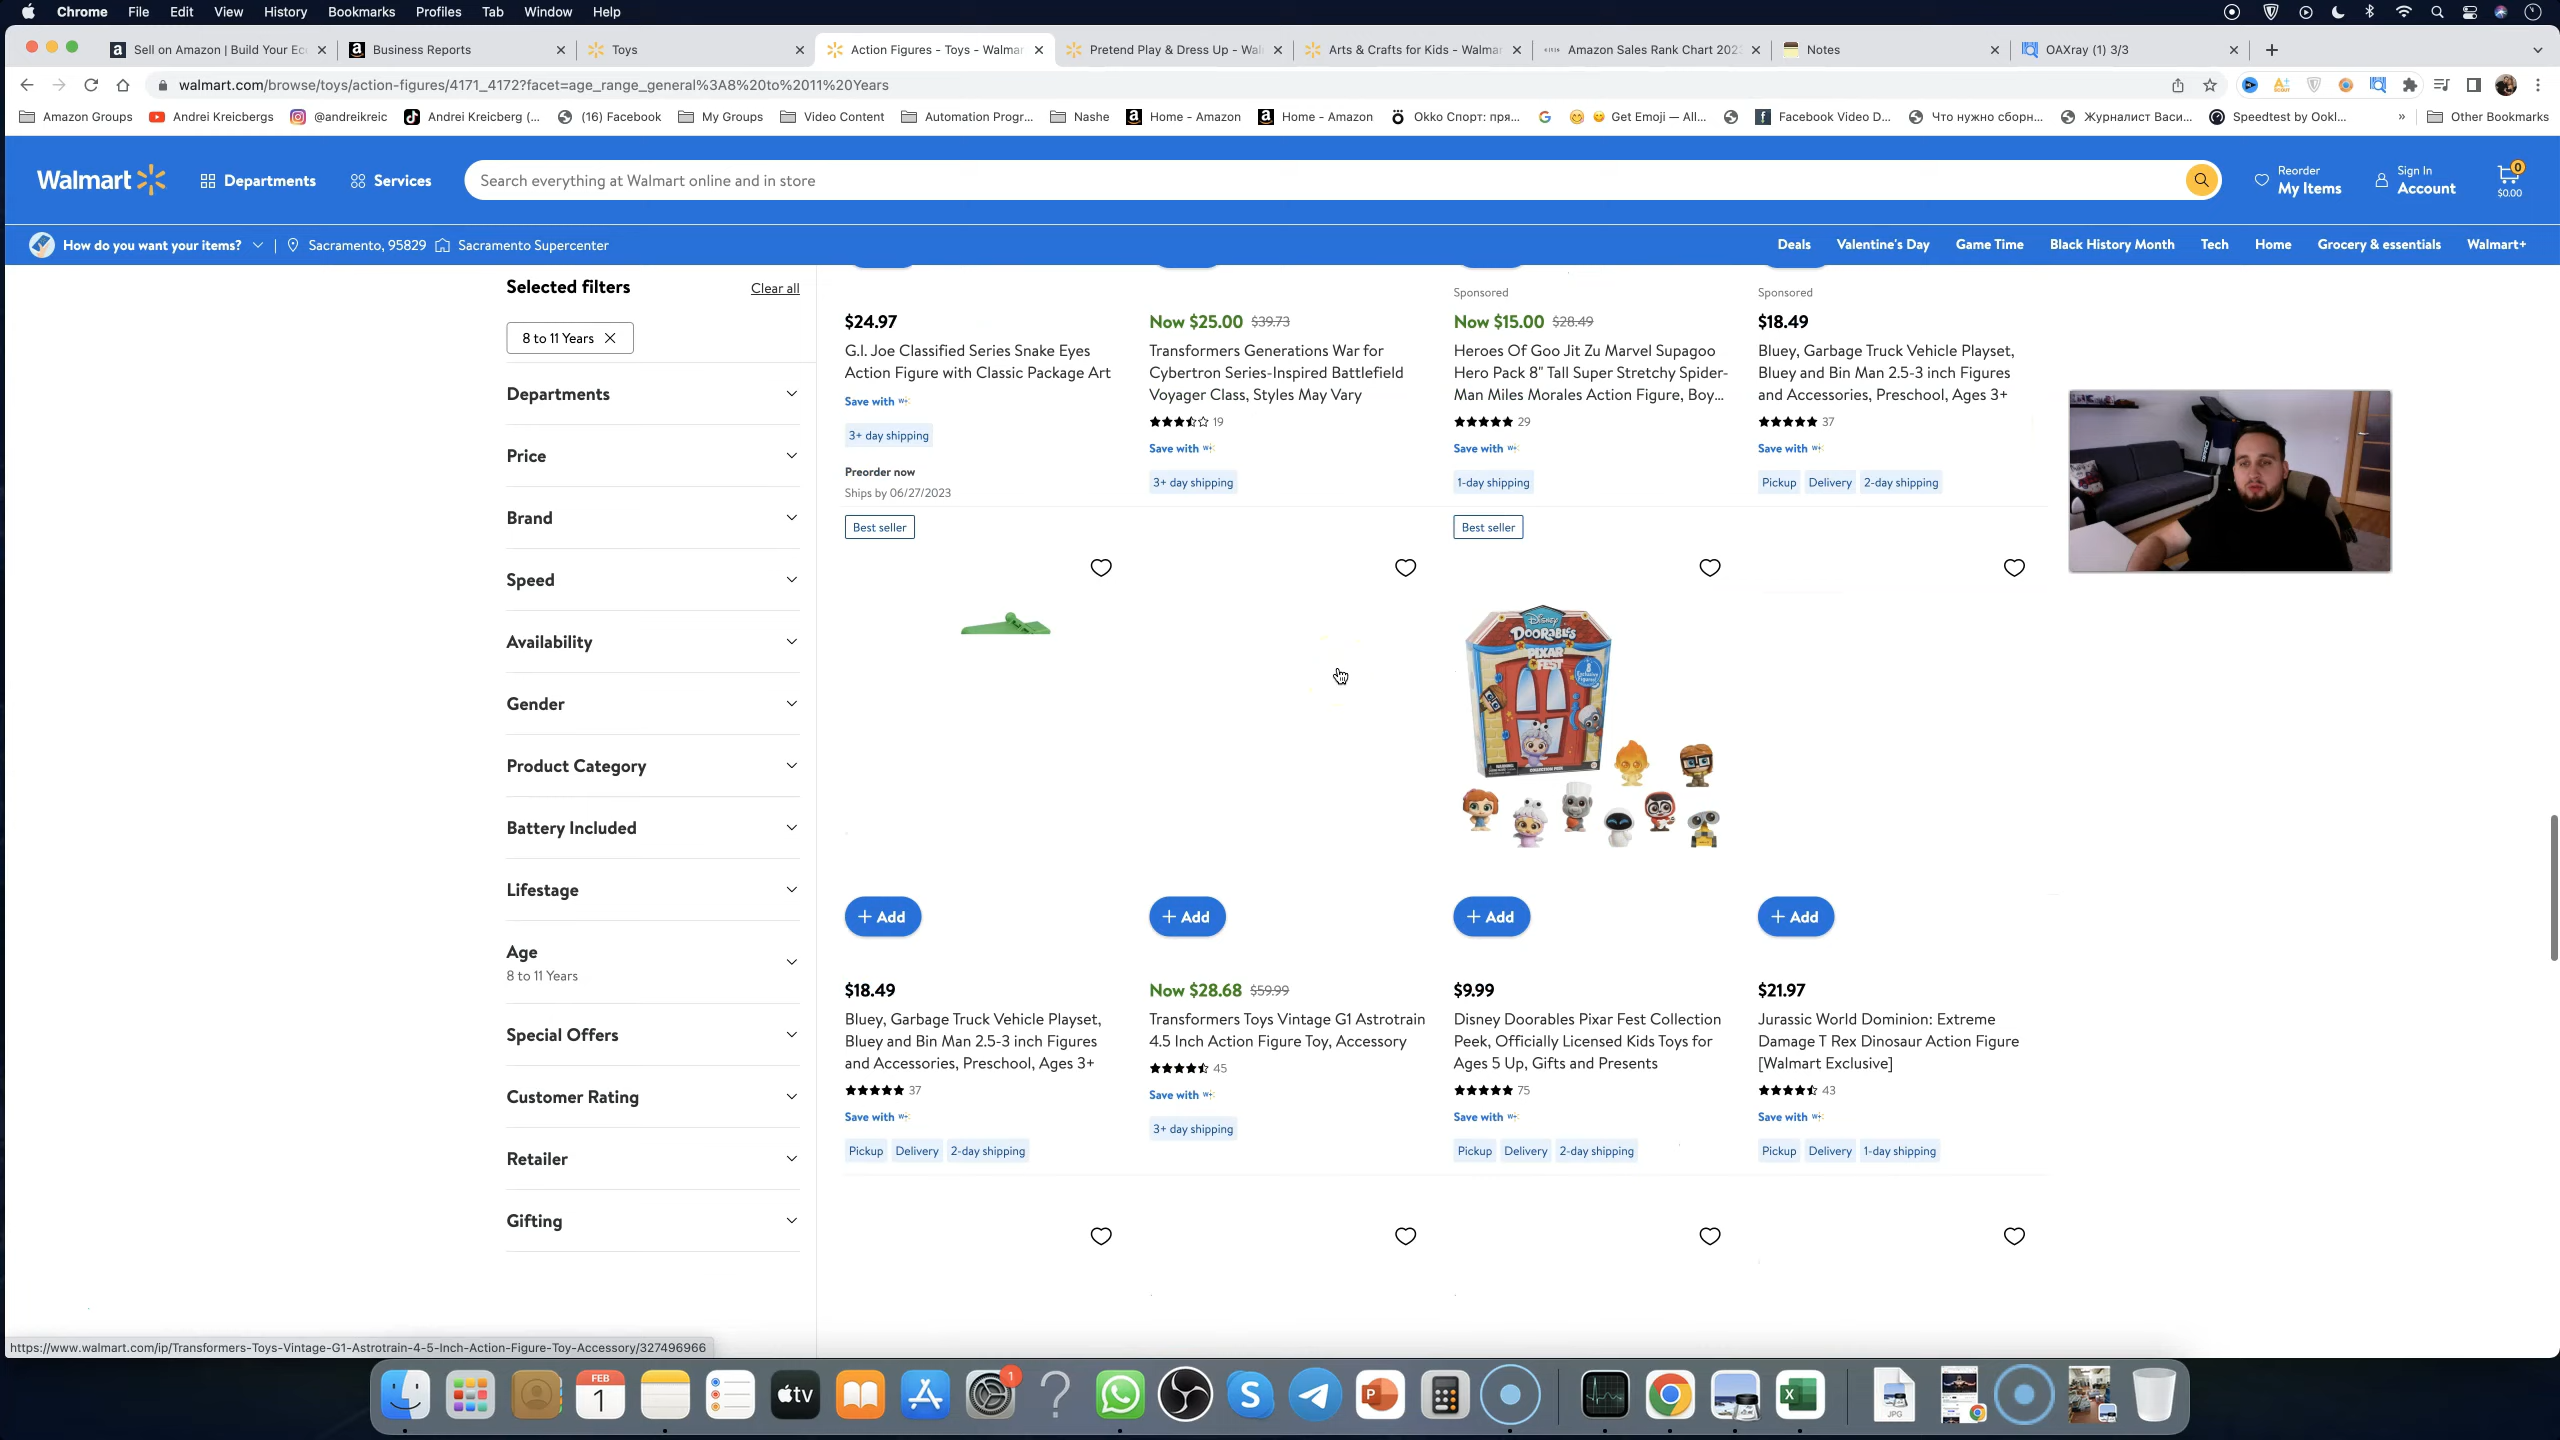 Chrome File Edit View History Bookmarks Profiles Tab Window Help
Sell on Amazon | Build Your Ec
Business Reports
Toys
Action Figures - Toys - Walmar
Pretend Play & Dress Up - Wal
Arts & Crafts for Kids - Walmar
Amazon Sales Rank Chart 202
Notes
OAXray (1) 3/3
walmart.com/browse/toys/action-figures/4171_4172?facet=age_range_general%3A8%20to%2011%20Years
Amazon Groups
Andrei Kreicbergs
@andreikreic
Andrei Kreicberg (...
(16) Facebook
My Groups
Video Content
Automation Progr...
Nashe
Home - Amazon
Home - Amazon
Okko Спорт: пря...
Get Emoji — All...
Facebook Video D...
Что нужно сборн...
Журналист Васи...
Speedtest by Ookl...
»
Other Bookmarks
Walmart
Departments
Services
Search everything at Walmart online and in store
Reorder
My Items
Sign In
Account
0
$0.00
How do you want your items?
Sacramento, 95829
Sacramento Supercenter
Deals
Valentine's Day
Game Time
Black History Month
Tech
Home
Grocery & essentials
Walmart+
Selected filters
Clear all
8 to 11 Years
Departments
Price
Brand
Speed
Availability
Gender
Product Category
Battery Included
Lifestage
Age
8 to 11 Years
Special Offers
Customer Rating
Retailer
Gifting
$24.97
G.I. Joe Classified Series Snake Eyes
Action Figure with Classic Package Art
Save with W+
3+ day shipping
Preorder now
Ships by 06/27/2023
Now $25.00 $39.73
Transformers Generations War for
Cybertron Series-Inspired Battlefield
Voyager Class, Styles May Vary
19
Save with W+
3+ day shipping
Sponsored
Now $15.00 $28.49
Heroes Of Goo Jit Zu Marvel Supagoo
Hero Pack 8" Tall Super Stretchy Spider-
Man Miles Morales Action Figure, Boy...
29
Save with W+
1-day shipping
Sponsored
$18.49
Bluey, Garbage Truck Vehicle Playset,
Bluey and Bin Man 2.5-3 inch Figures
and Accessories, Preschool, Ages 3+
37
Save with W+
Pickup Delivery 2-day shipping
Best seller
Best seller
Disney
DOORABLES
PIXAR
FEST
+ Add
+ Add
+ Add
+ Add
$18.49
Bluey, Garbage Truck Vehicle Playset,
Bluey and Bin Man 2.5-3 inch Figures
and Accessories, Preschool, Ages 3+
37
Save with W+
Pickup Delivery 2-day shipping
Now $28.68 $59.99
Transformers Toys Vintage G1 Astrotrain
4.5 Inch Action Figure Toy, Accessory
45
Save with W+
3+ day shipping
$9.99
Disney Doorables Pixar Fest Collection
Peek, Officially Licensed Kids Toys for
Ages 5 Up, Gifts and Presents
75
Save with W+
Pickup Delivery 2-day shipping
$21.97
Jurassic World Dominion: Extreme
Damage T Rex Dinosaur Action Figure
[Walmart Exclusive]
43
Save with W+
Pickup Delivery 1-day shipping
https://www.walmart.com/ip/Transformers-Toys-Vintage-G1-Astrotrain-4-5-Inch-Action-Figure-Toy-Accessory/327496966
FEB
1
tv
1
JPG